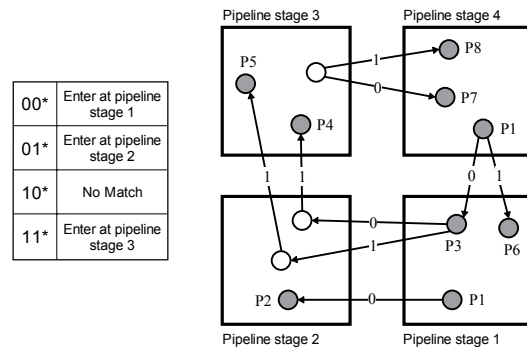 Pipeline stage 3
Pipeline stage 4
P5
P4
1
0
P8
P7
P1
00*
Enter at pipeline
stage 1
01*
Enter at pipeline
stage 2
10*
No Match
11*
Enter at pipeline
stage 3
1
1
0
1
0
1
P3
P6
P2
0
P1
Pipeline stage 2
Pipeline stage 1